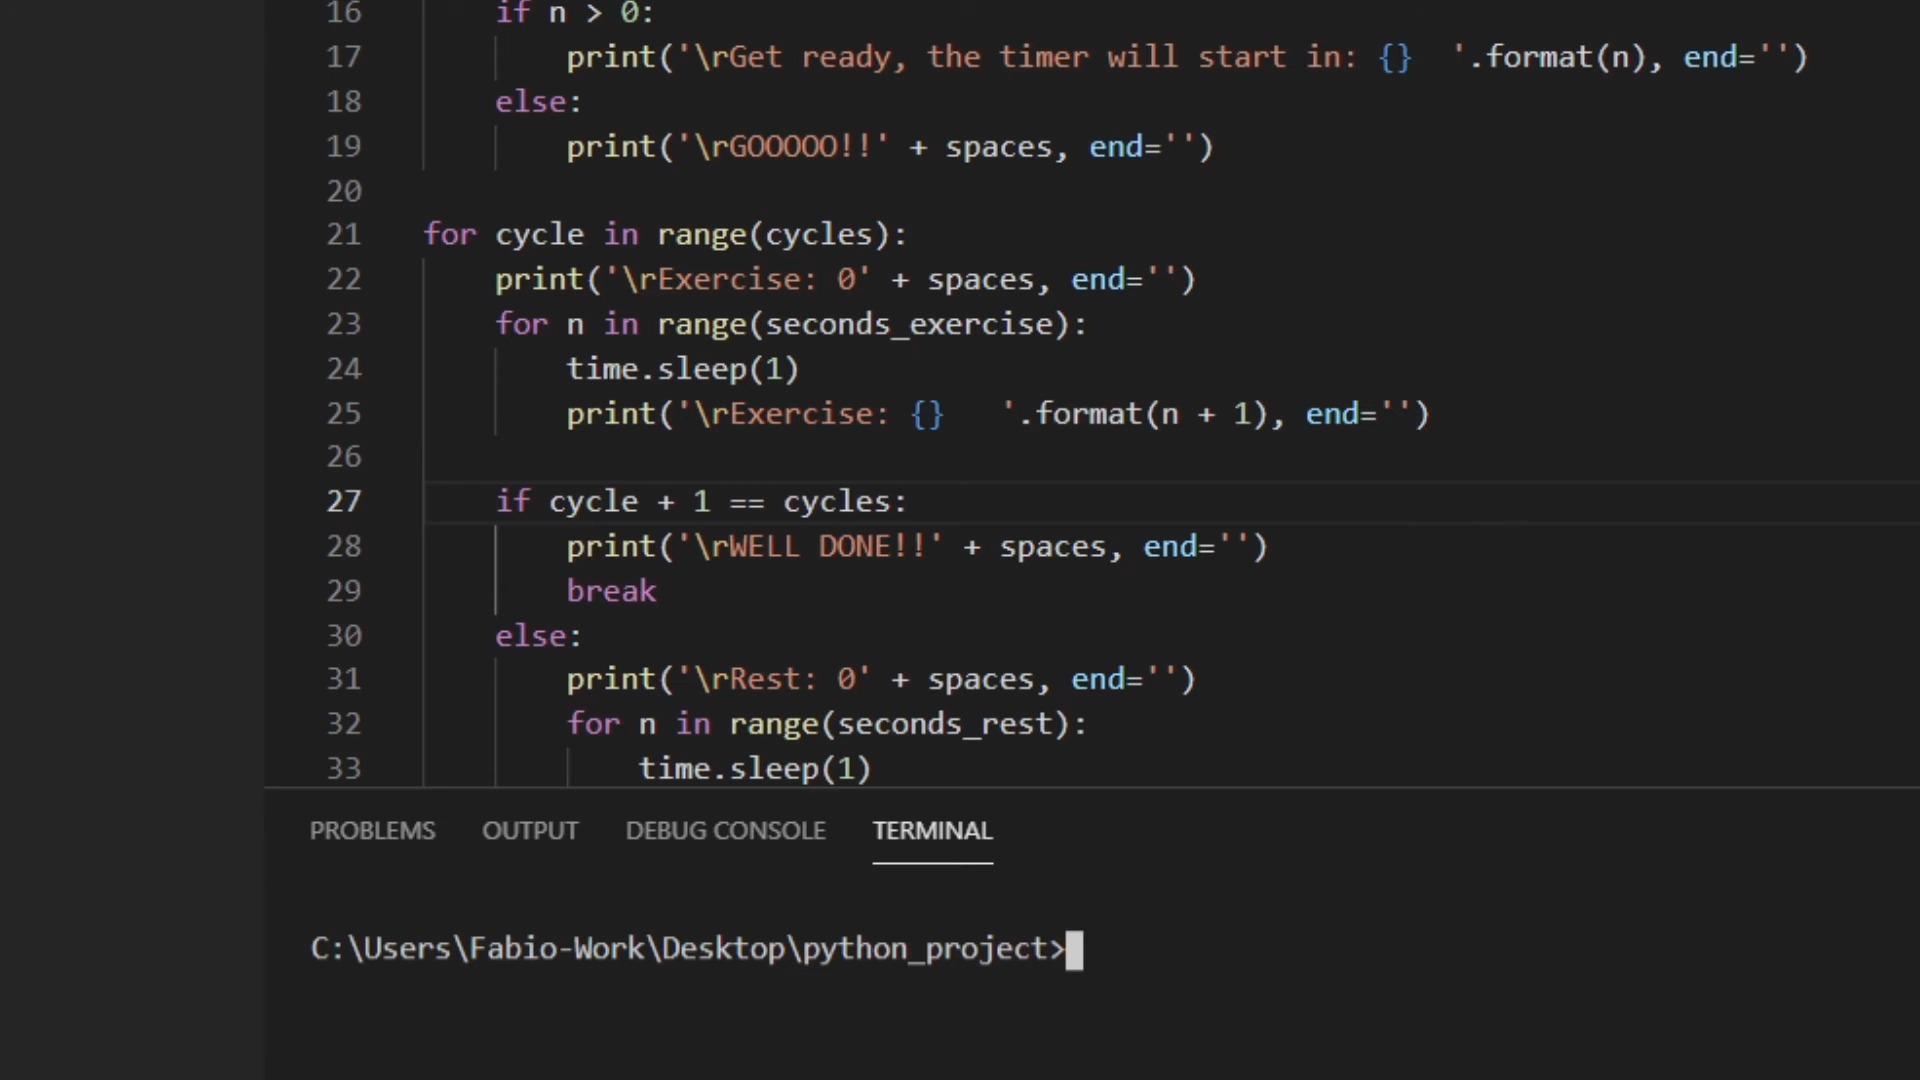 16 if n > 0:
17 print('\rGet ready, the timer will start in: {}  '.format(n), end='')
18 else:
19 print('\rGOOOOO!!' + spaces, end='')
20
21 for cycle in range(cycles):
22 print('\rExercise: 0' + spaces, end='')
23 for n in range(seconds_exercise):
24 time.sleep(1)
25 print('\rExercise: {}   '.format(n + 1), end='')
26
27 if cycle + 1 == cycles:
28 print('\rWELL DONE!!' + spaces, end='')
29 break
30 else:
31 print('\rRest: 0' + spaces, end='')
32 for n in range(seconds_rest):
33 time.sleep(1)
PROBLEMS OUTPUT DEBUG CONSOLE TERMINAL
C:\Users\Fabio-Work\Desktop\python_project>